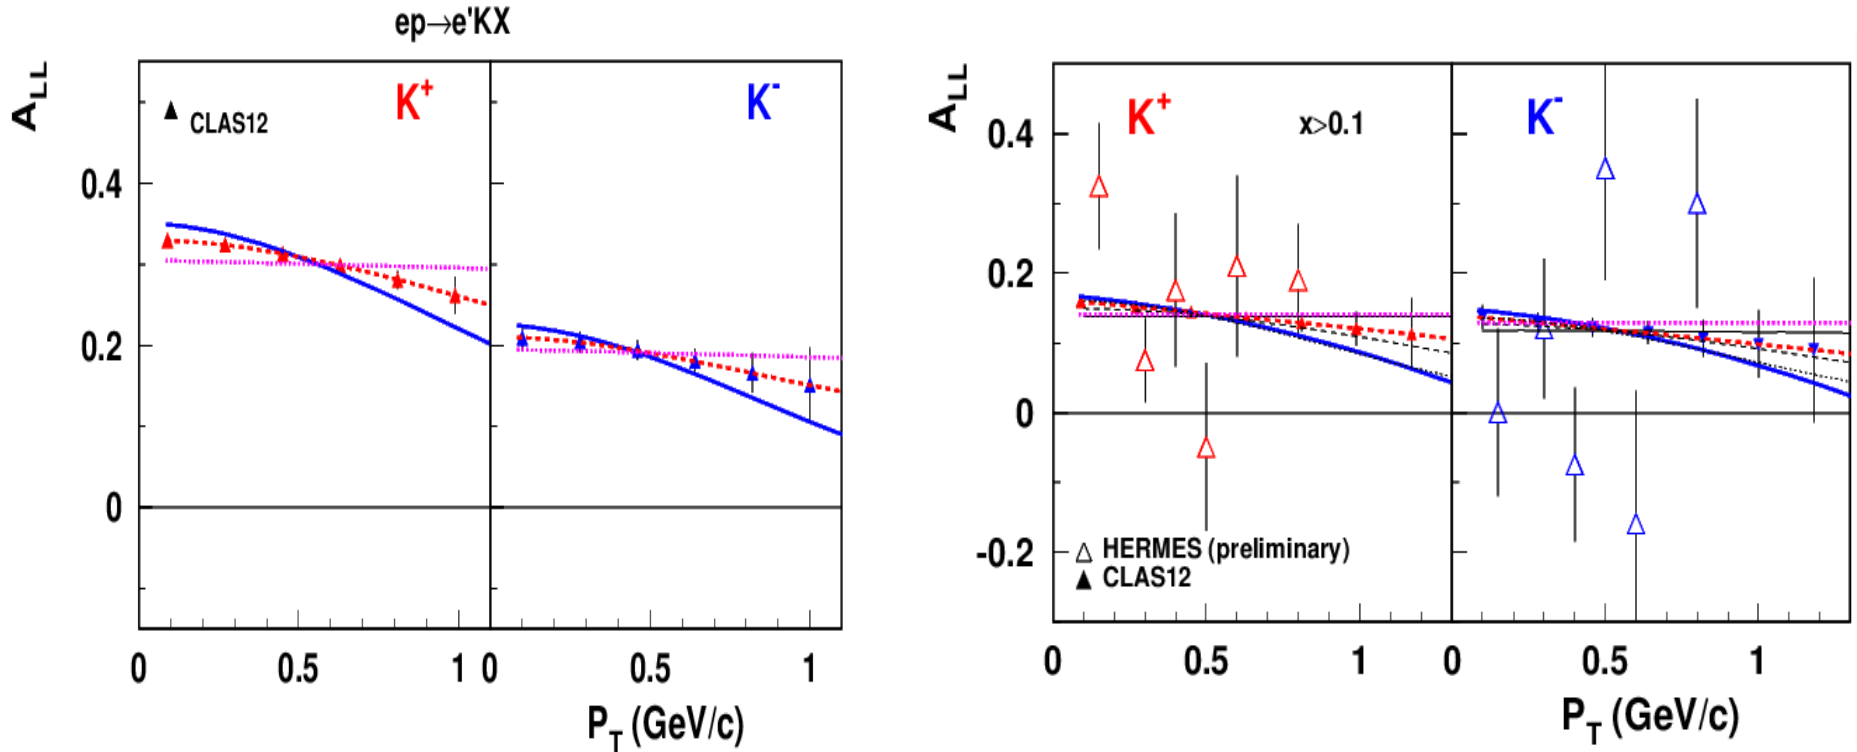 ep→e'KX
A_LL
K⁺
K⁻
▲ CLAS12
0.4
0.2
0
0 0.5 1 0 0.5 1
P_T (GeV/c)
A_LL
K⁺
x>0.1
K⁻
0.4
0.2
0
-0.2
△ HERMES (preliminary)
▲ CLAS12
0 0.5 1 0 0.5 1
P_T (GeV/c)